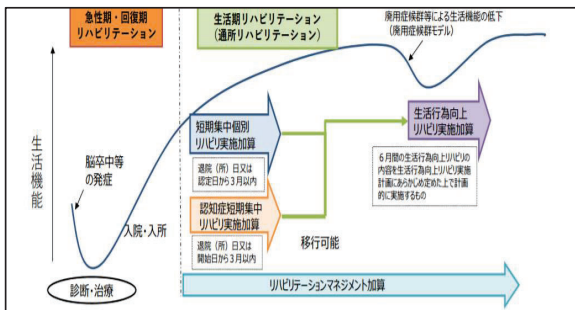 急性期・回復期
リハビリテーション
生活期リハビリテーション
（通所リハビリテーション）
廃用症候群等による生活機能の低下
（廃用症候群モデル）
生活機能
脳卒中等
の発症
入院・入所
診断・治療
短期集中個別
リハビリ実施加算
退院（所）日又は
認定日から３月以内
認知症短期集中
リハビリ実施加算
退院（所）日又は
開始日から３月以内
移行可能
生活行為向上
リハビリ実施加算
６月間の生活行為向上リハビリの
内容を生活行為向上リハビリ実施
計画にあらかじめ定めた上で計画
的に実施するもの
リハビリテーションマネジメント加算